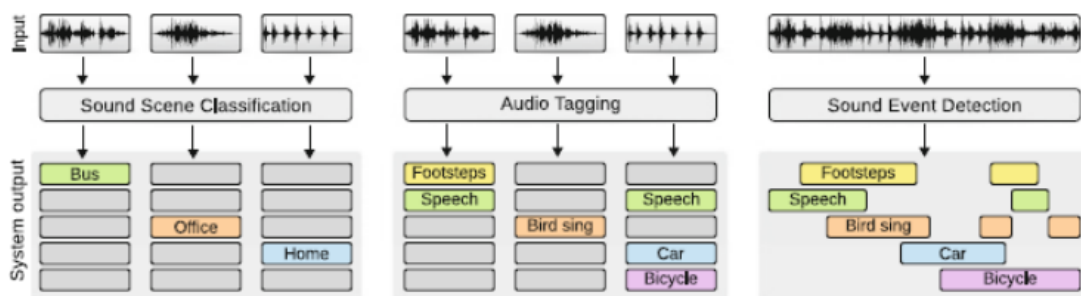 Input
Sound Scene Classification
Audio Tagging
Sound Event Detection
System output
Bus
Office
Home
Footsteps
Speech
Speech
Bird sing
Car
Bicycle
Footsteps
Speech
Bird sing
Car
Bicycle